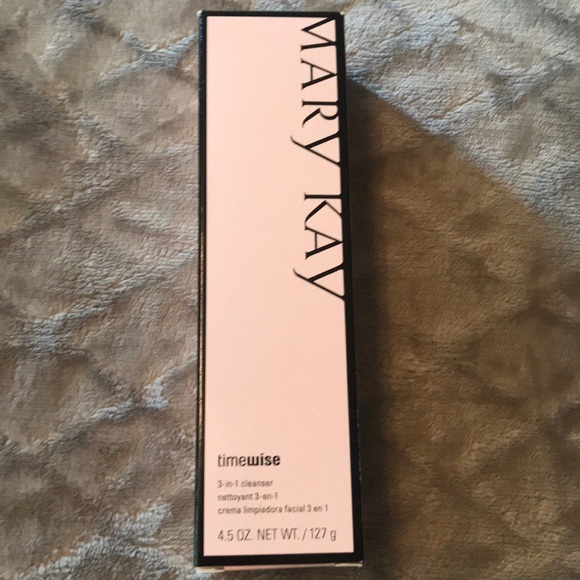 MARY KAY
timewise
3-in-1 cleanser
nettoyant 3-en-1
crema limpiadora facial 3 en 1
4.5 OZ. NET WT. / 127 g